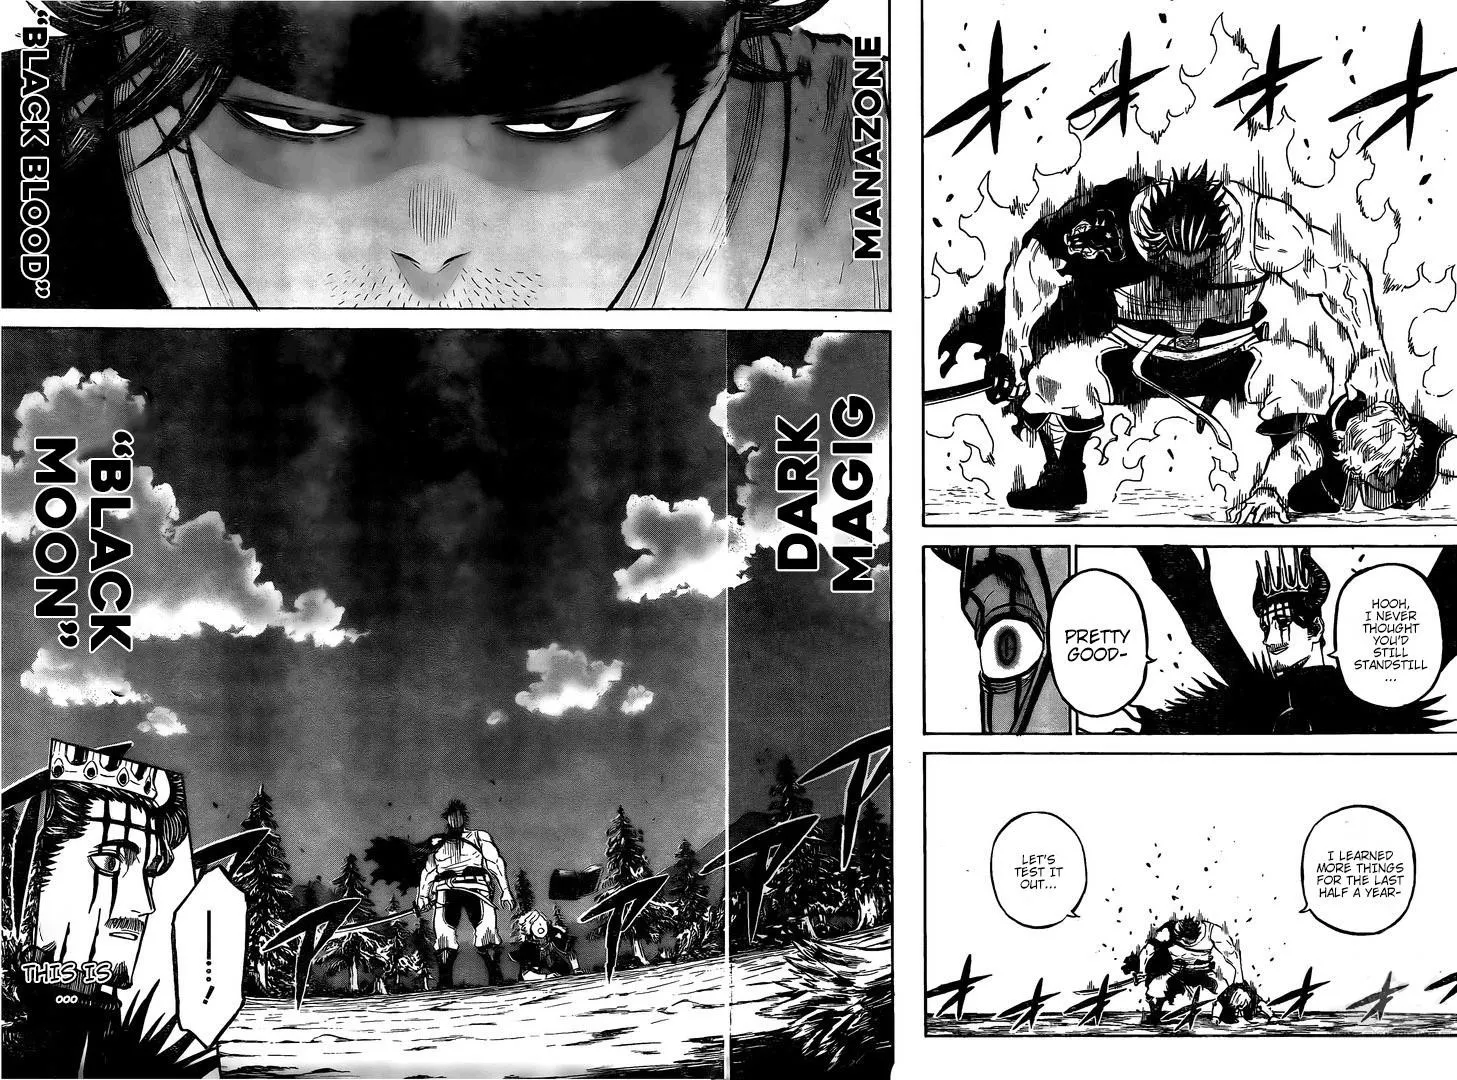 HOOH,
I NEVER
THOUGHT
YOU'D
STILL
STANDSTILL
...
PRETTY
GOOD-
I LEARNED
MORE THINGS
FOR THE LAST
HALF A YEAR-
LET'S
TEST IT
OUT...
MANAZONE
"BLACK BLOOD"
DARK
MAGIG
"BLACK
MOON"
THIS IS
...